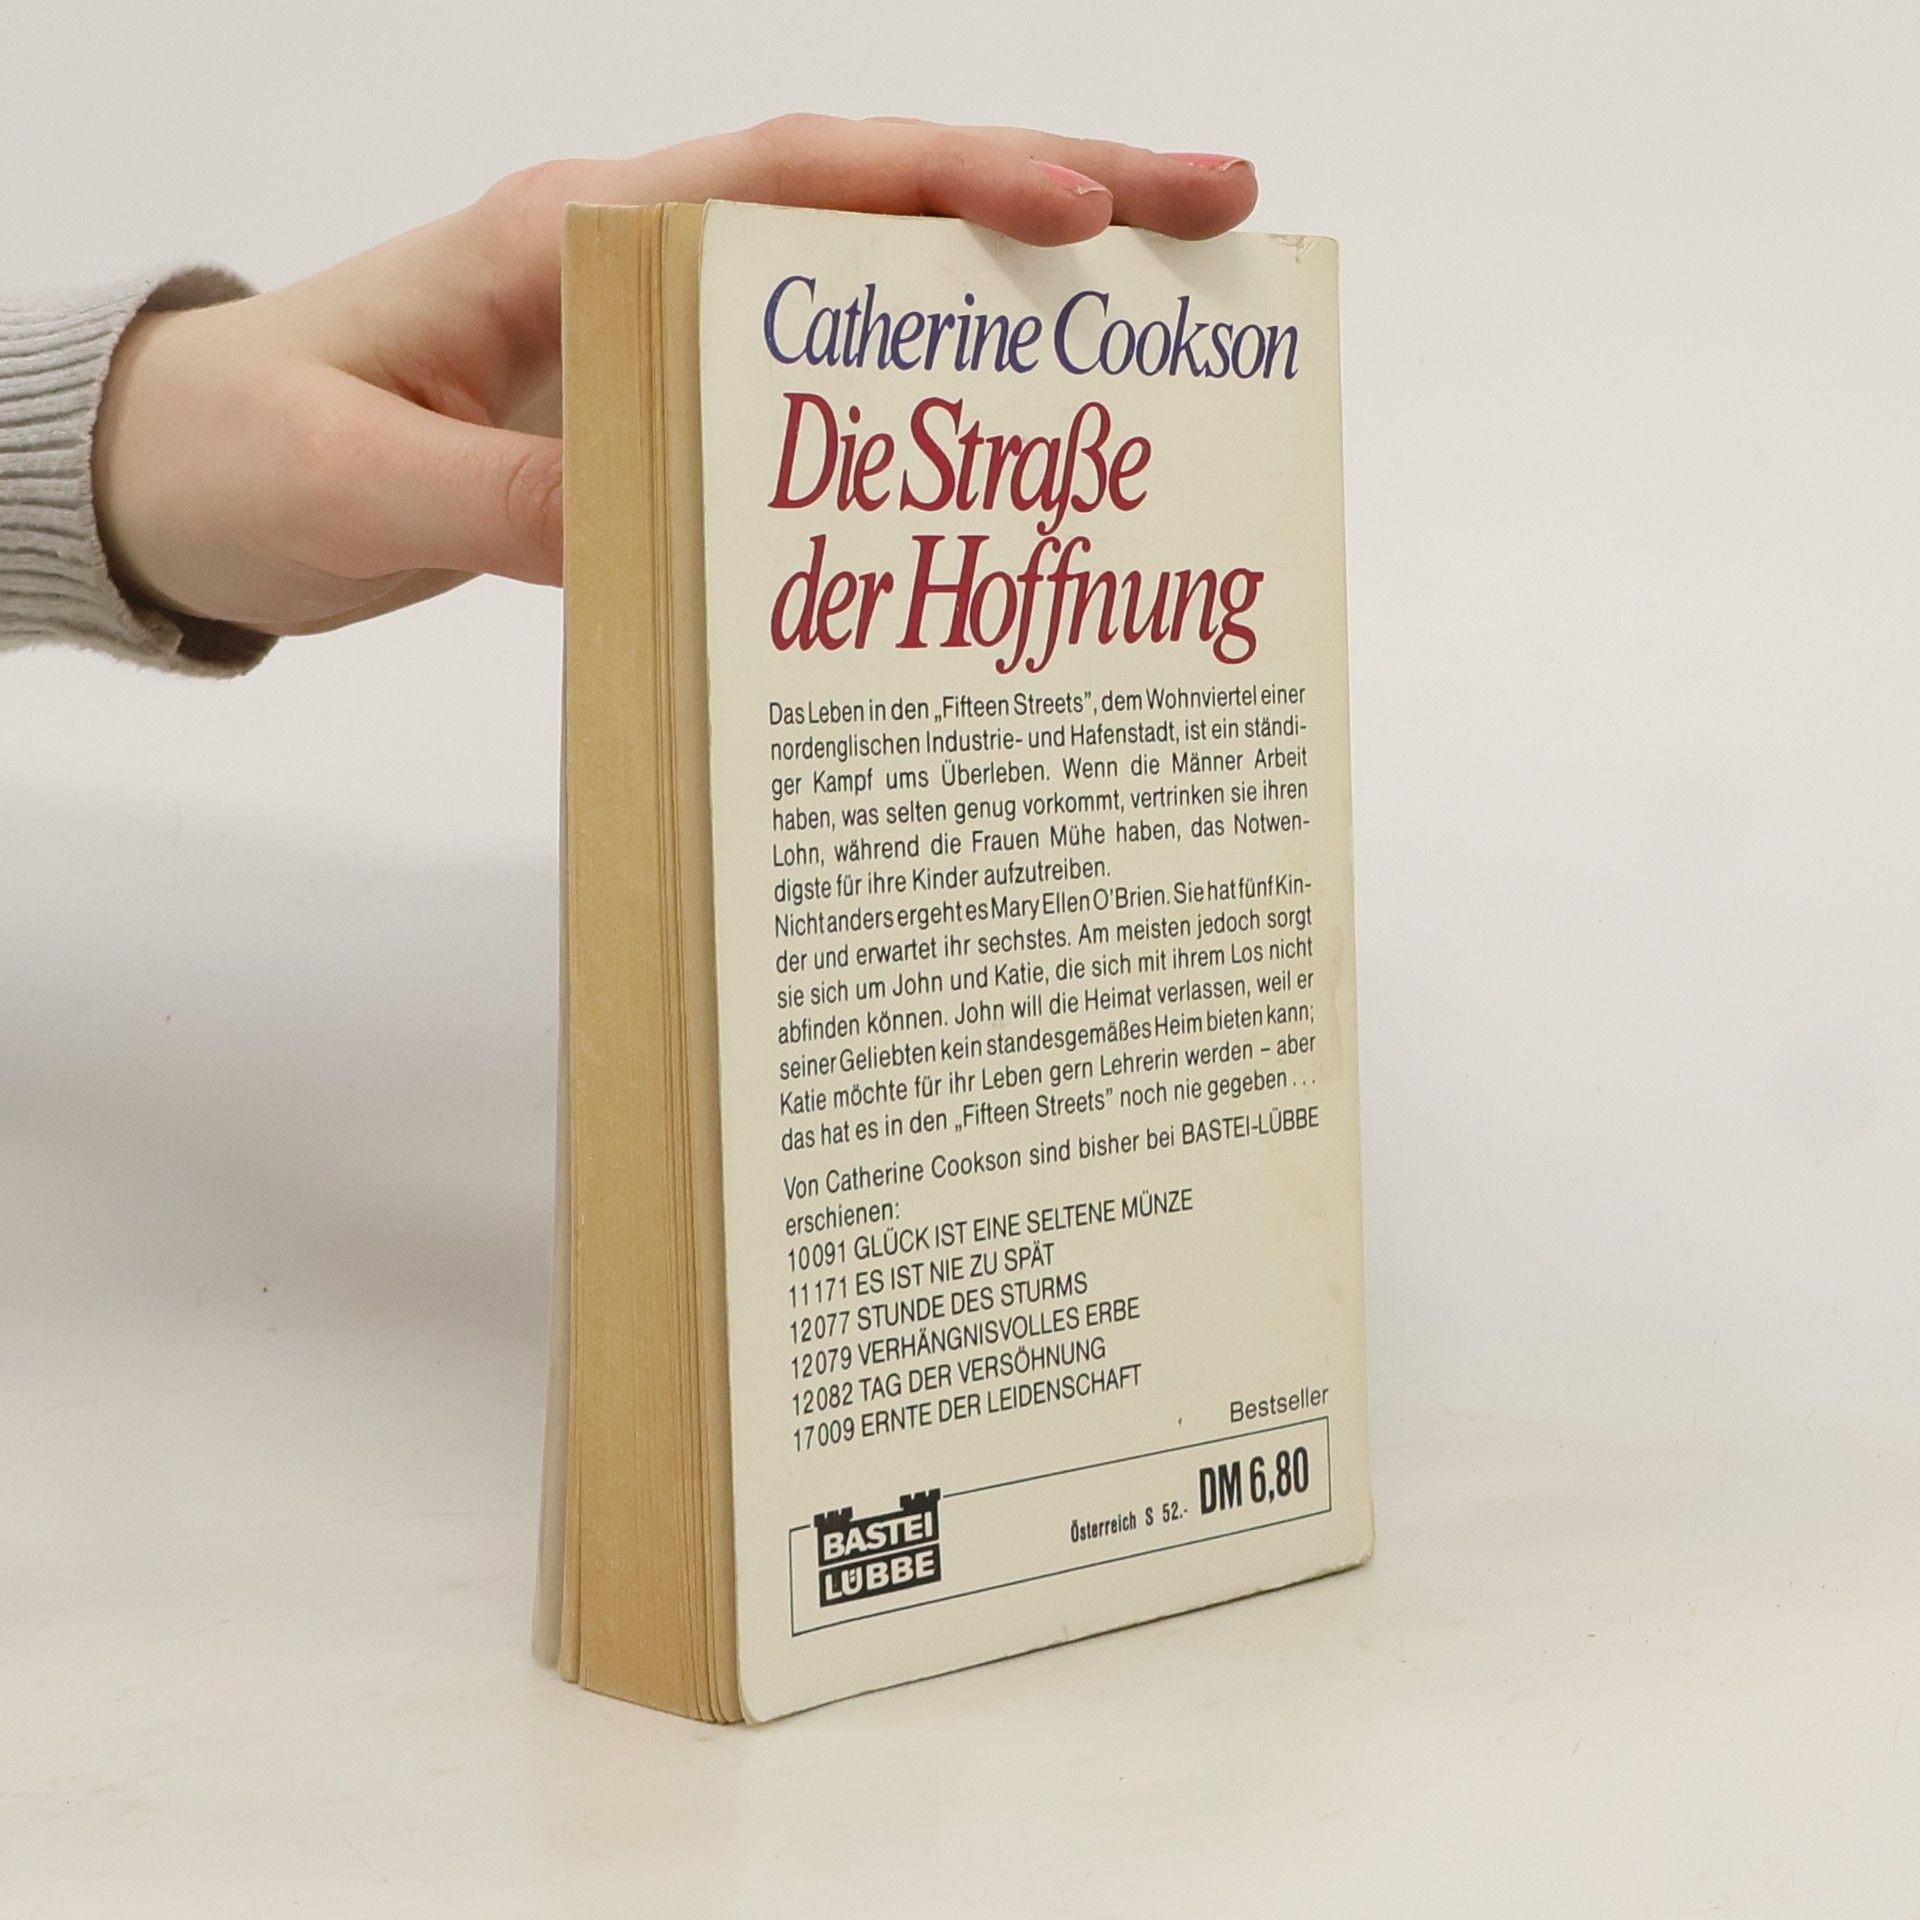 Catherine Cookson
Die Straße
der Hoffnung
Das Leben in den „Fifteen Streets”, dem Wohnviertel einer
nordenglischen Industrie- und Hafenstadt, ist ein ständi-
ger Kampf ums Überleben. Wenn die Männer Arbeit
haben, was selten genug vorkommt, vertrinken sie ihren
Lohn, während die Frauen Mühe haben, das Notwen-
digste für ihre Kinder aufzutreiben.
Nicht anders ergeht es Mary Ellen O'Brien. Sie hat fünf Kin-
der und erwartet ihr sechstes. Am meisten jedoch sorgt
sie sich um John und Katie, die sich mit ihrem Los nicht
abfinden können. John will die Heimat verlassen, weil er
seiner Geliebten kein standesgemäßes Heim bieten kann;
Katie möchte für ihr Leben gern Lehrerin werden – aber
das hat es in den „Fifteen Streets” noch nie gegeben ...
Von Catherine Cookson sind bisher bei BASTEI-LÜBBE
erschienen:
10091 GLÜCK IST EINE SELTENE MÜNZE
11171 ES IST NIE ZU SPÄT
12077 STUNDE DES STURMS
12079 VERHÄNGNISVOLLES ERBE
12082 TAG DER VERSÖHNUNG
17009 ERNTE DER LEIDENSCHAFT
Bestseller
BASTEI
LÜBBE
Österreich S 52.- DM 6,80